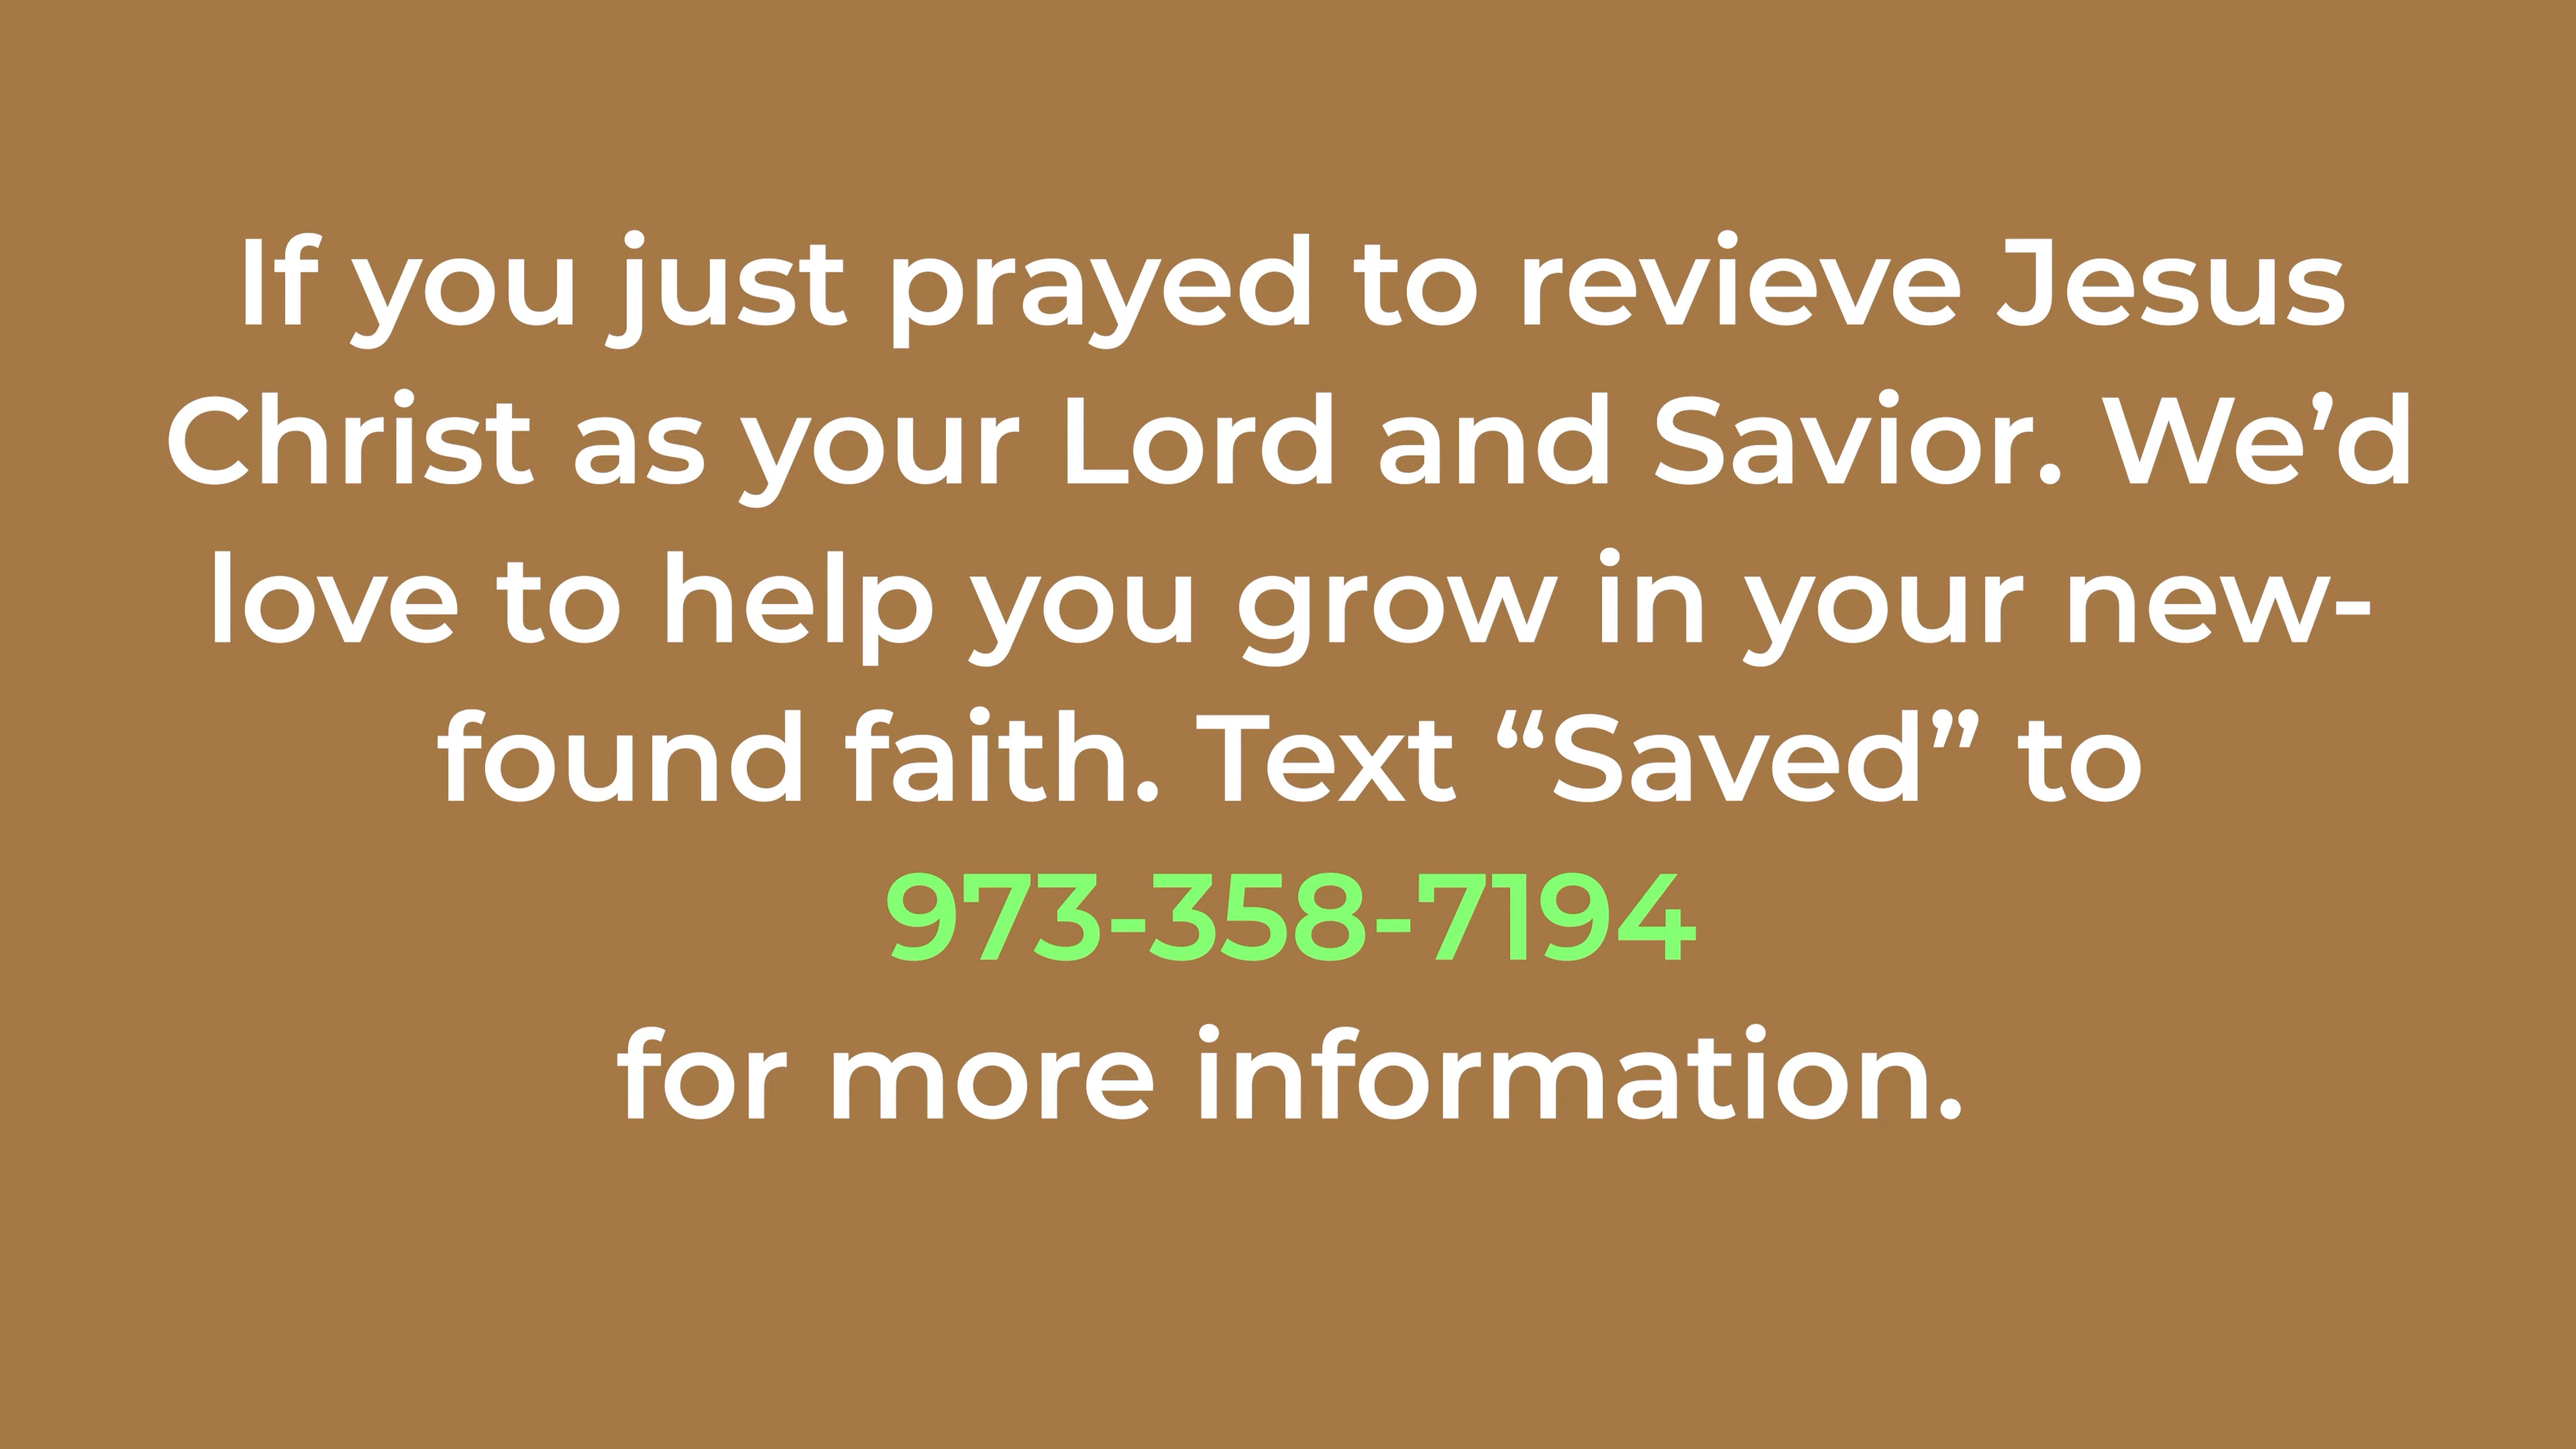 If you just prayed to revieve Jesus
Christ as your Lord and Savior. We’d
love to help you grow in your new-
found faith. Text “Saved” to
973-358-7194
for more information.